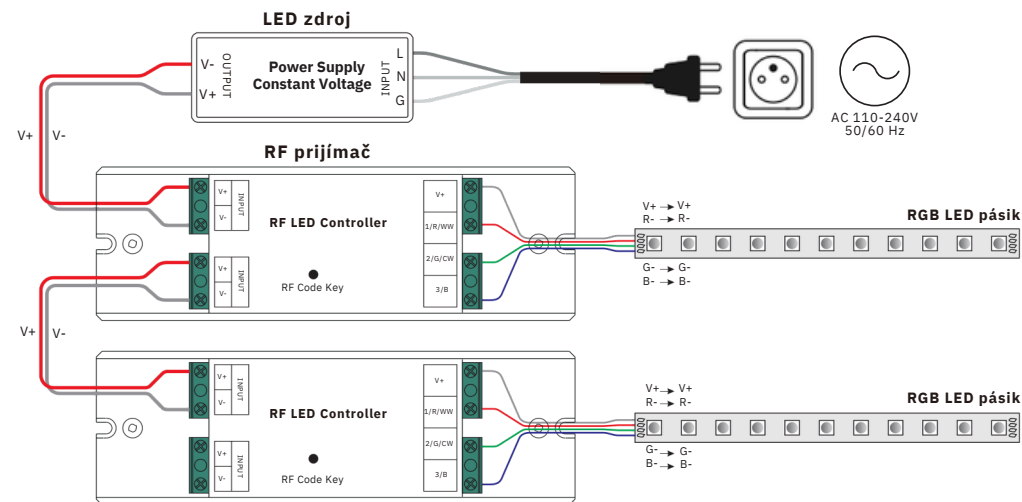 LED zdroj
V-
V+
OUTPUT
Power Supply
Constant Voltage
INPUT
L
N
G
AC 110-240V
50/60 Hz
V+
V-
RF prijímač
V+
V-
INPUT
V+
V-
INPUT
RF LED Controller
RF Code Key
V+
1/R/WW
2/G/CW
3/B
V+ → V+
R- → R-
G- → G-
B- → B-
RGB LED pásik
V+
V-
V+
V-
INPUT
V+
V-
INPUT
RF LED Controller
RF Code Key
V+
1/R/WW
2/G/CW
3/B
V+ → V+
R- → R-
G- → G-
B- → B-
RGB LED pásik